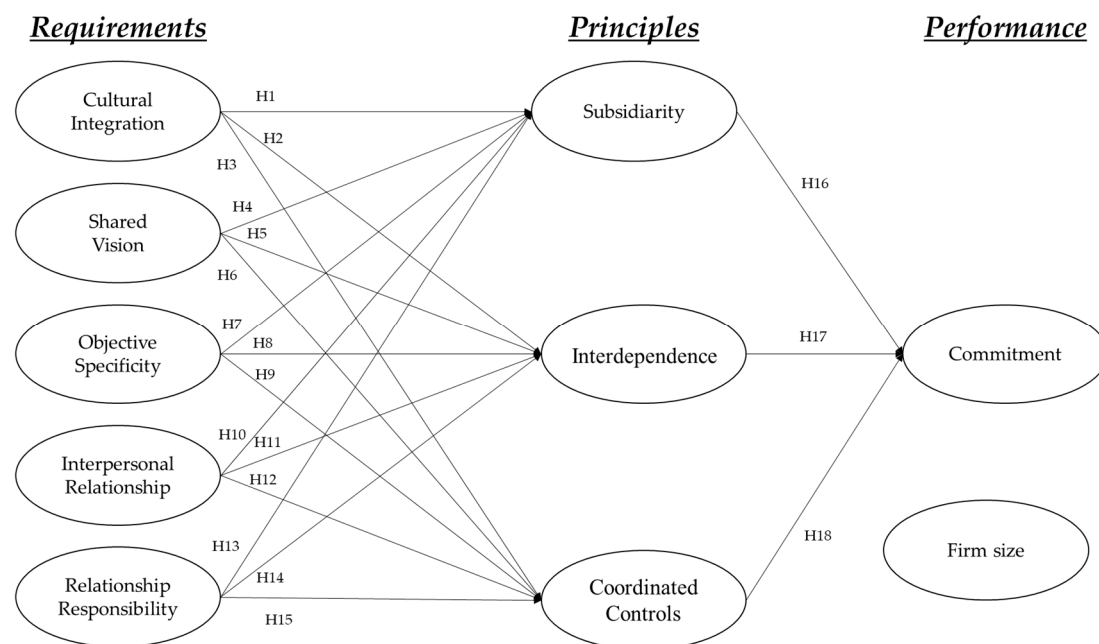 Requirements
Principles
Performance
Cultural
Integration
H1
H2
H3
Subsidiarity
H16
Shared
Vision
H4
H5
H6
Objective
Specificity
H7
H8
H9
Interdependence
H17
Commitment
Interpersonal
Relationship
H10
H11
H12
H18
Firm size
Relationship
Responsibility
H13
H14
H15
Coordinated
Controls